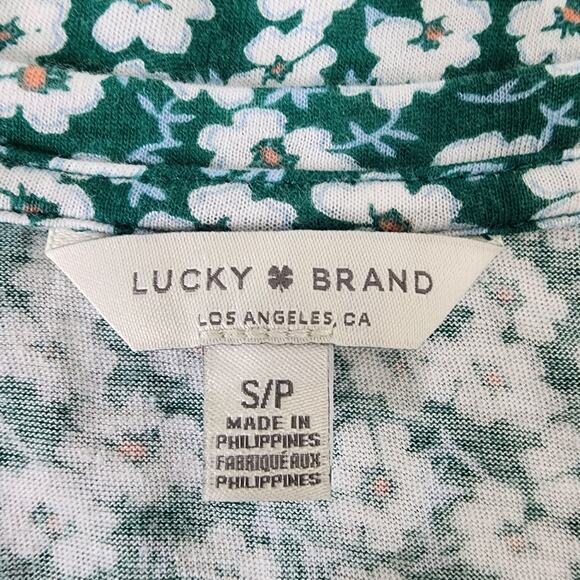 LUCKY BRAND
LOS ANGELES, CA
S/P
MADE IN
PHILIPPINES
FABRIQUÉ AUX
PHILIPPINES